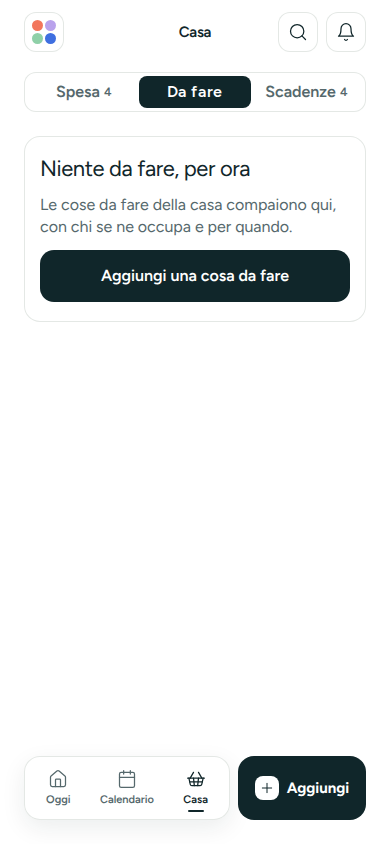 Casa
Spesa 4
Da fare
Scadenze 4
Niente da fare, per ora
Le cose da fare della casa compaiono qui,
con chi se ne occupa e per quando.
Aggiungi una cosa da fare
Oggi
Calendario
Casa
Aggiungi